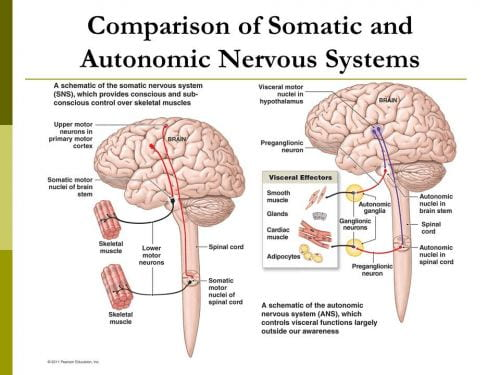 Comparison of Somatic and
Autonomic Nervous Systems
A schematic of the somatic nervous system
(SNS), which provides conscious and sub-
conscious control over skeletal muscles
Upper motor
neurons in
primary motor
cortex
BRAIN
Somatic motor
nuclei of brain
stem
Skeletal
muscle
Lower
motor
neurons
Spinal cord
Somatic
motor
nuclei of
spinal cord
Skeletal
muscle
Visceral motor
nuclei in
hypothalamus
BRAIN
Preganglionic
neuron
Visceral Effectors
Smooth
muscle
Glands
Cardiac
muscle
Adipocytes
Autonomic
ganglia
Ganglionic
neurons
Preganglionic
neuron
Autonomic
nuclei in
brain stem
Spinal
cord
Autonomic
nuclei in
spinal cord
A schematic of the autonomic
nervous system (ANS), which
controls visceral functions largely
outside our awareness
© 2011 Pearson Education, Inc.